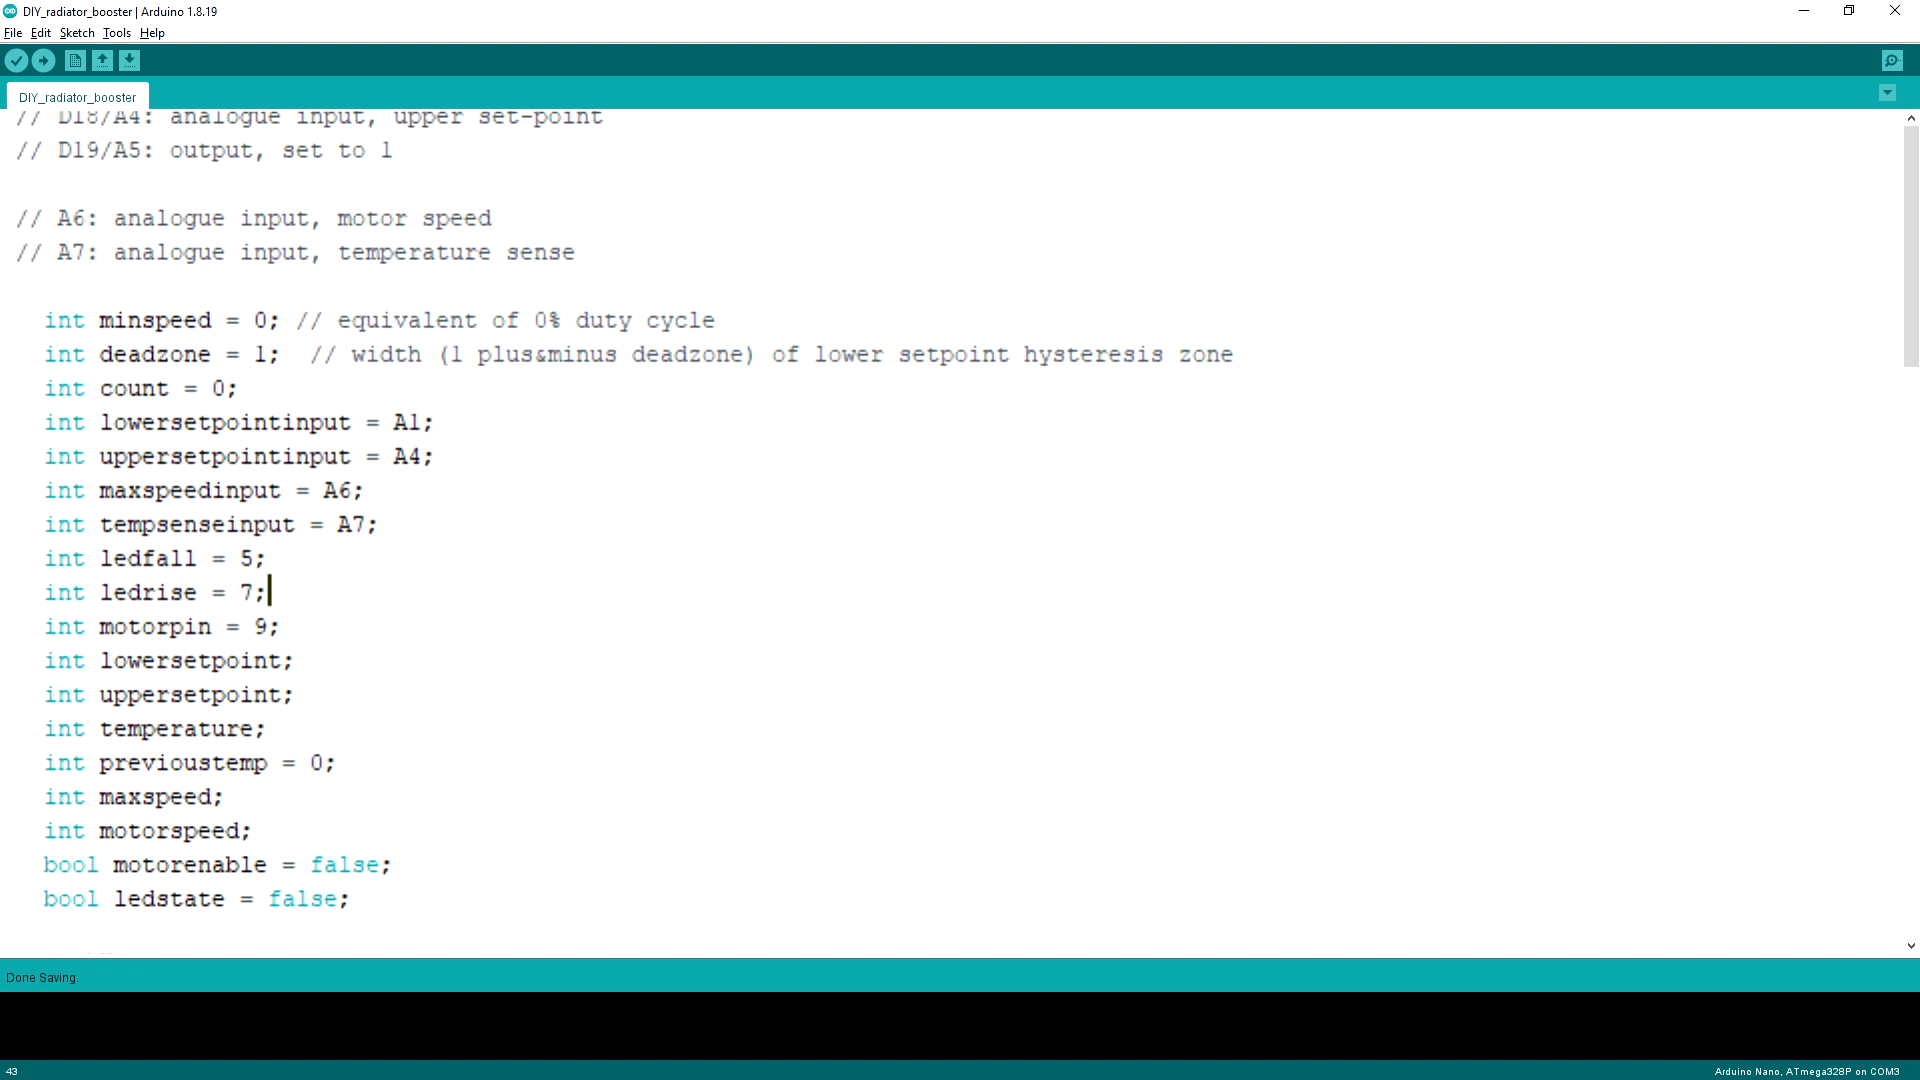 DIY_radiator_booster | Arduino 1.8.19
File Edit Sketch Tools Help
DIY_radiator_booster
// D18/A4: analogue input, upper set-point
// D19/A5: output, set to 1
// A6: analogue input, motor speed
// A7: analogue input, temperature sense
int minspeed = 0; // equivalent of 0% duty cycle
int deadzone = 1;  // width (1 plus&minus deadzone) of lower setpoint hysteresis zone
int count = 0;
int lowersetpointinput = A1;
int uppersetpointinput = A4;
int maxspeedinput = A6;
int tempsenseinput = A7;
int ledfall = 5;
int ledrise = 7;
int motorpin = 9;
int lowersetpoint;
int uppersetpoint;
int temperature;
int previoustemp = 0;
int maxspeed;
int motorspeed;
bool motorenable = false;
bool ledstate = false;
Done Saving.
43
Arduino Nano, ATmega328P on COM3